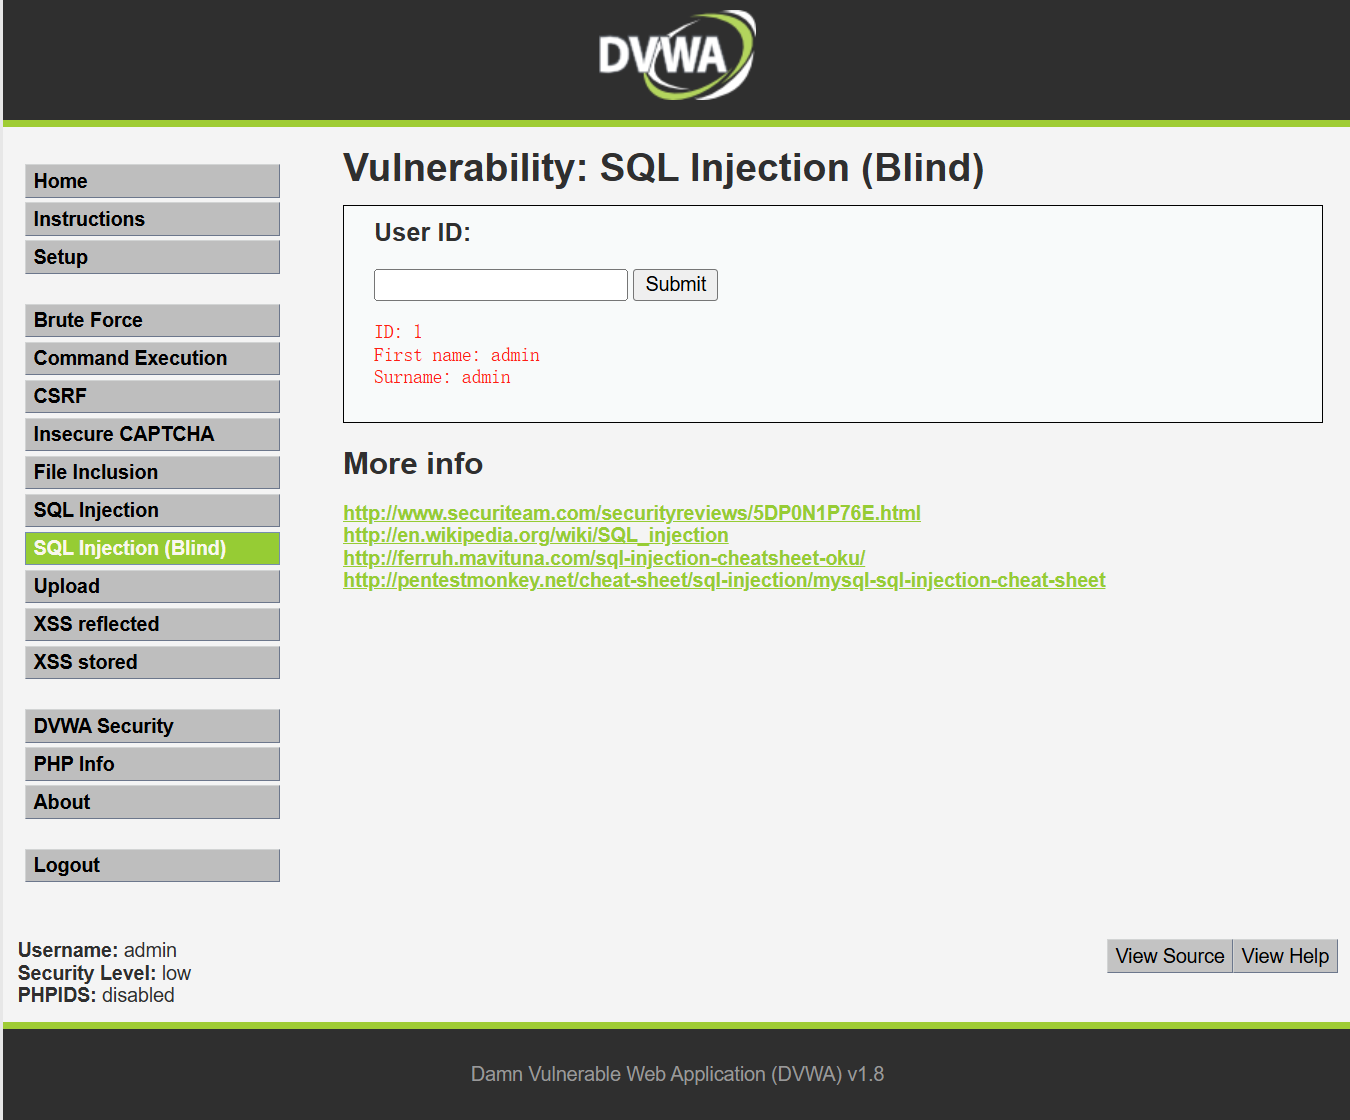 DVWA
Vulnerability: SQL Injection (Blind)
Home
Instructions
Setup
Brute Force
Command Execution
CSRF
Insecure CAPTCHA
File Inclusion
SQL Injection
SQL Injection (Blind)
Upload
XSS reflected
XSS stored
DVWA Security
PHP Info
About
Logout
User ID:
Submit
ID: 1
First name: admin
Surname: admin
More info
http://www.securiteam.com/securityreviews/5DP0N1P76E.html
http://en.wikipedia.org/wiki/SQL_injection
http://ferruh.mavituna.com/sql-injection-cheatsheet-oku/
http://pentestmonkey.net/cheat-sheet/sql-injection/mysql-sql-injection-cheat-sheet
Username: admin
Security Level: low
PHPIDS: disabled
View Source View Help
Damn Vulnerable Web Application (DVWA) v1.8